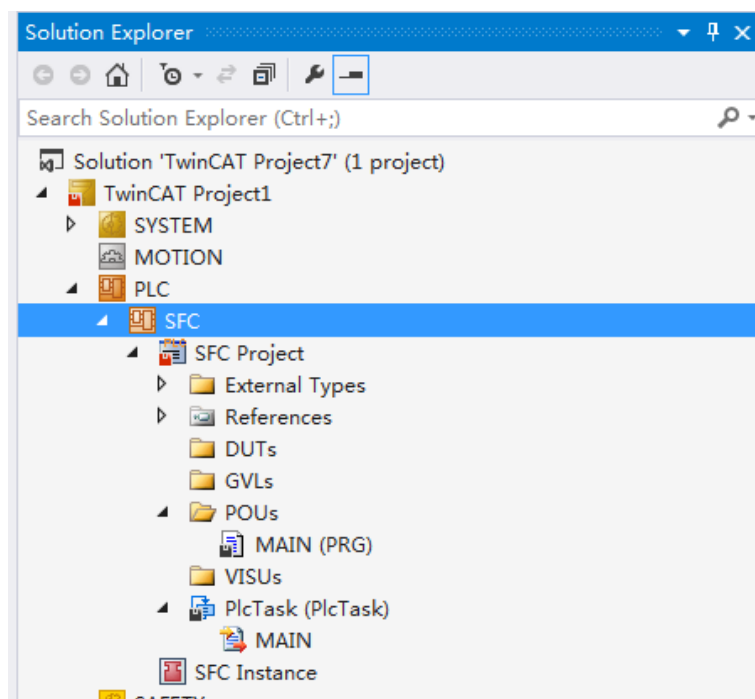 Solution Explorer
Search Solution Explorer (Ctrl+;)
Solution 'TwinCAT Project7' (1 project)
TwinCAT Project1
SYSTEM
MOTION
PLC
SFC
SFC Project
External Types
References
DUTs
GVLs
POUs
MAIN (PRG)
VISUs
PlcTask (PlcTask)
MAIN
SFC Instance